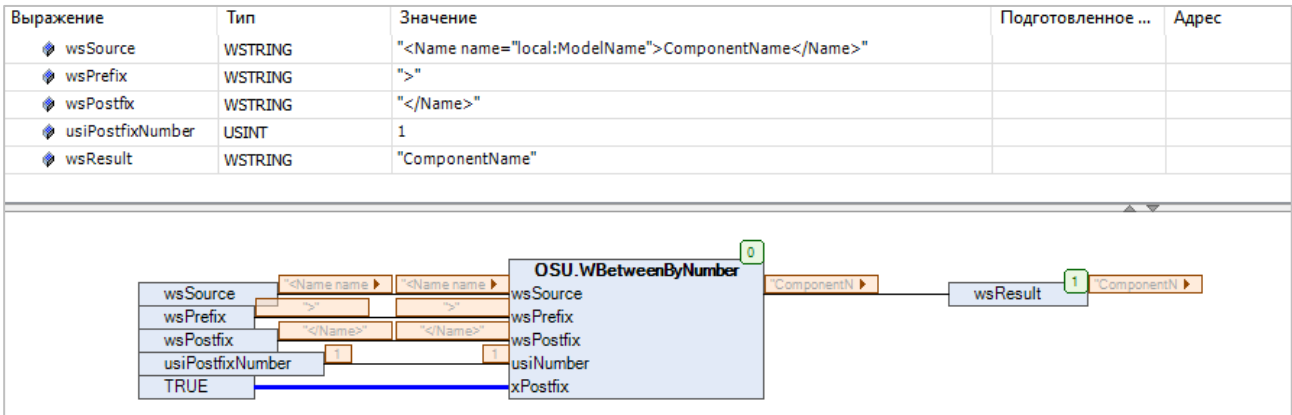 Выражение Тип Значение Подготовленное ... Адрес
wsSource WSTRING "<Name name="local:ModelName">ComponentName</Name>"
wsPrefix WSTRING ">"
wsPostfix WSTRING "</Name>"
usiPostfixNumber USINT 1
wsResult WSTRING "ComponentName"
0
OSU.WBetweenByNumber
wsSource "<Name name "<Name name wsSource "ComponentN wsResult 1 "ComponentN
wsPrefix ">" ">" wsPrefix
wsPostfix "</Name>" "</Name>" wsPostfix
usiPostfixNumber 1 1 usiNumber
TRUE xPostfix